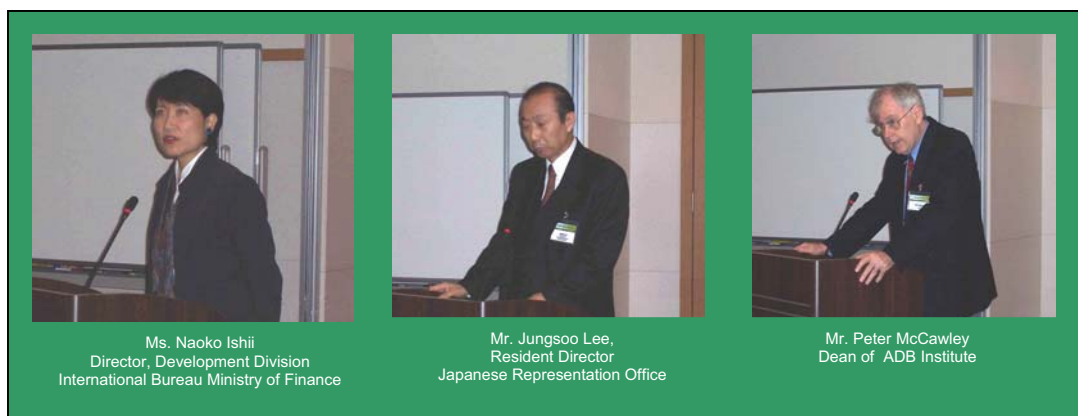 Ms. Naoko Ishii
Director, Development Division
International Bureau Ministry of Finance
Mr. Jungsoo Lee,
Resident Director
Japanese Representation Office
Mr. Peter McCawley
Dean of ADB Institute